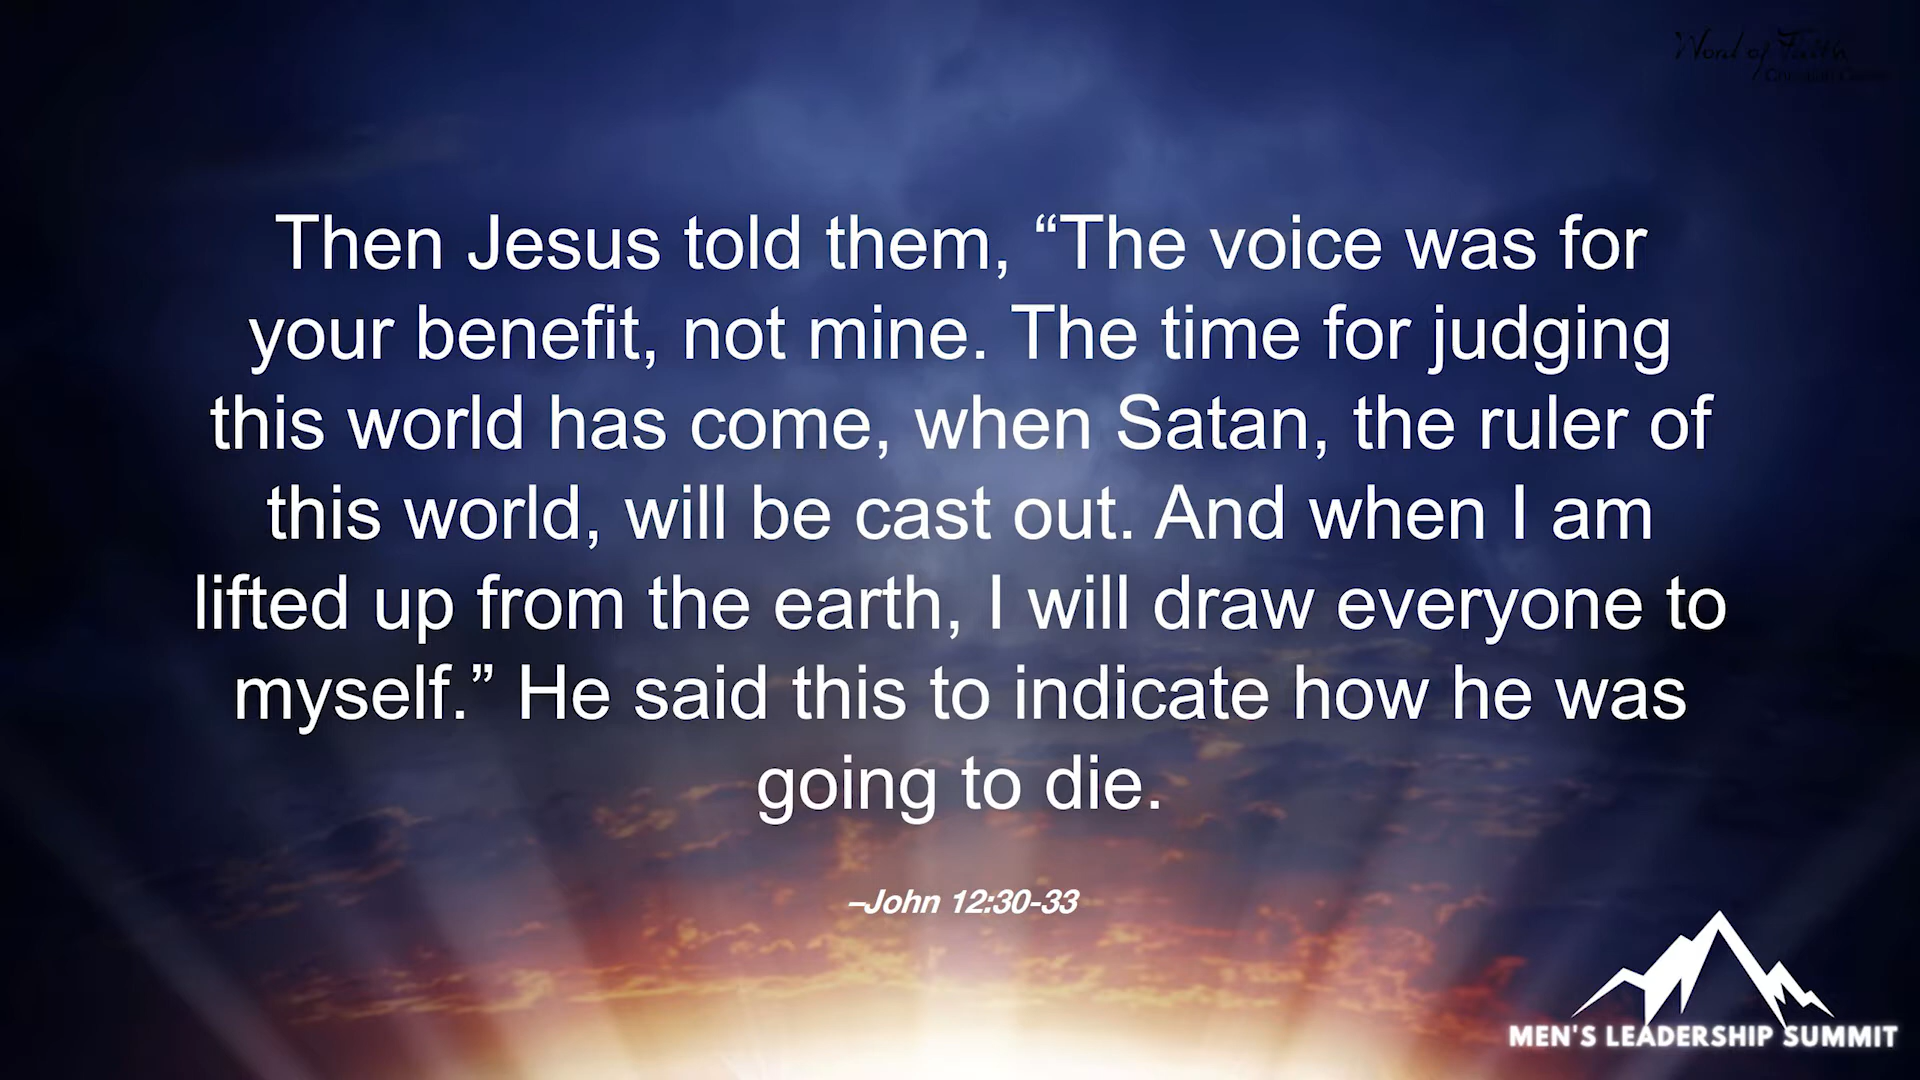 Word of Faith
Then Jesus told them, “The voice was for
your benefit, not mine. The time for judging
this world has come, when Satan, the ruler of
this world, will be cast out. And when I am
lifted up from the earth, I will draw everyone to
myself.” He said this to indicate how he was
going to die.
–John 12:30-33
MEN'S LEADERSHIP SUMMIT